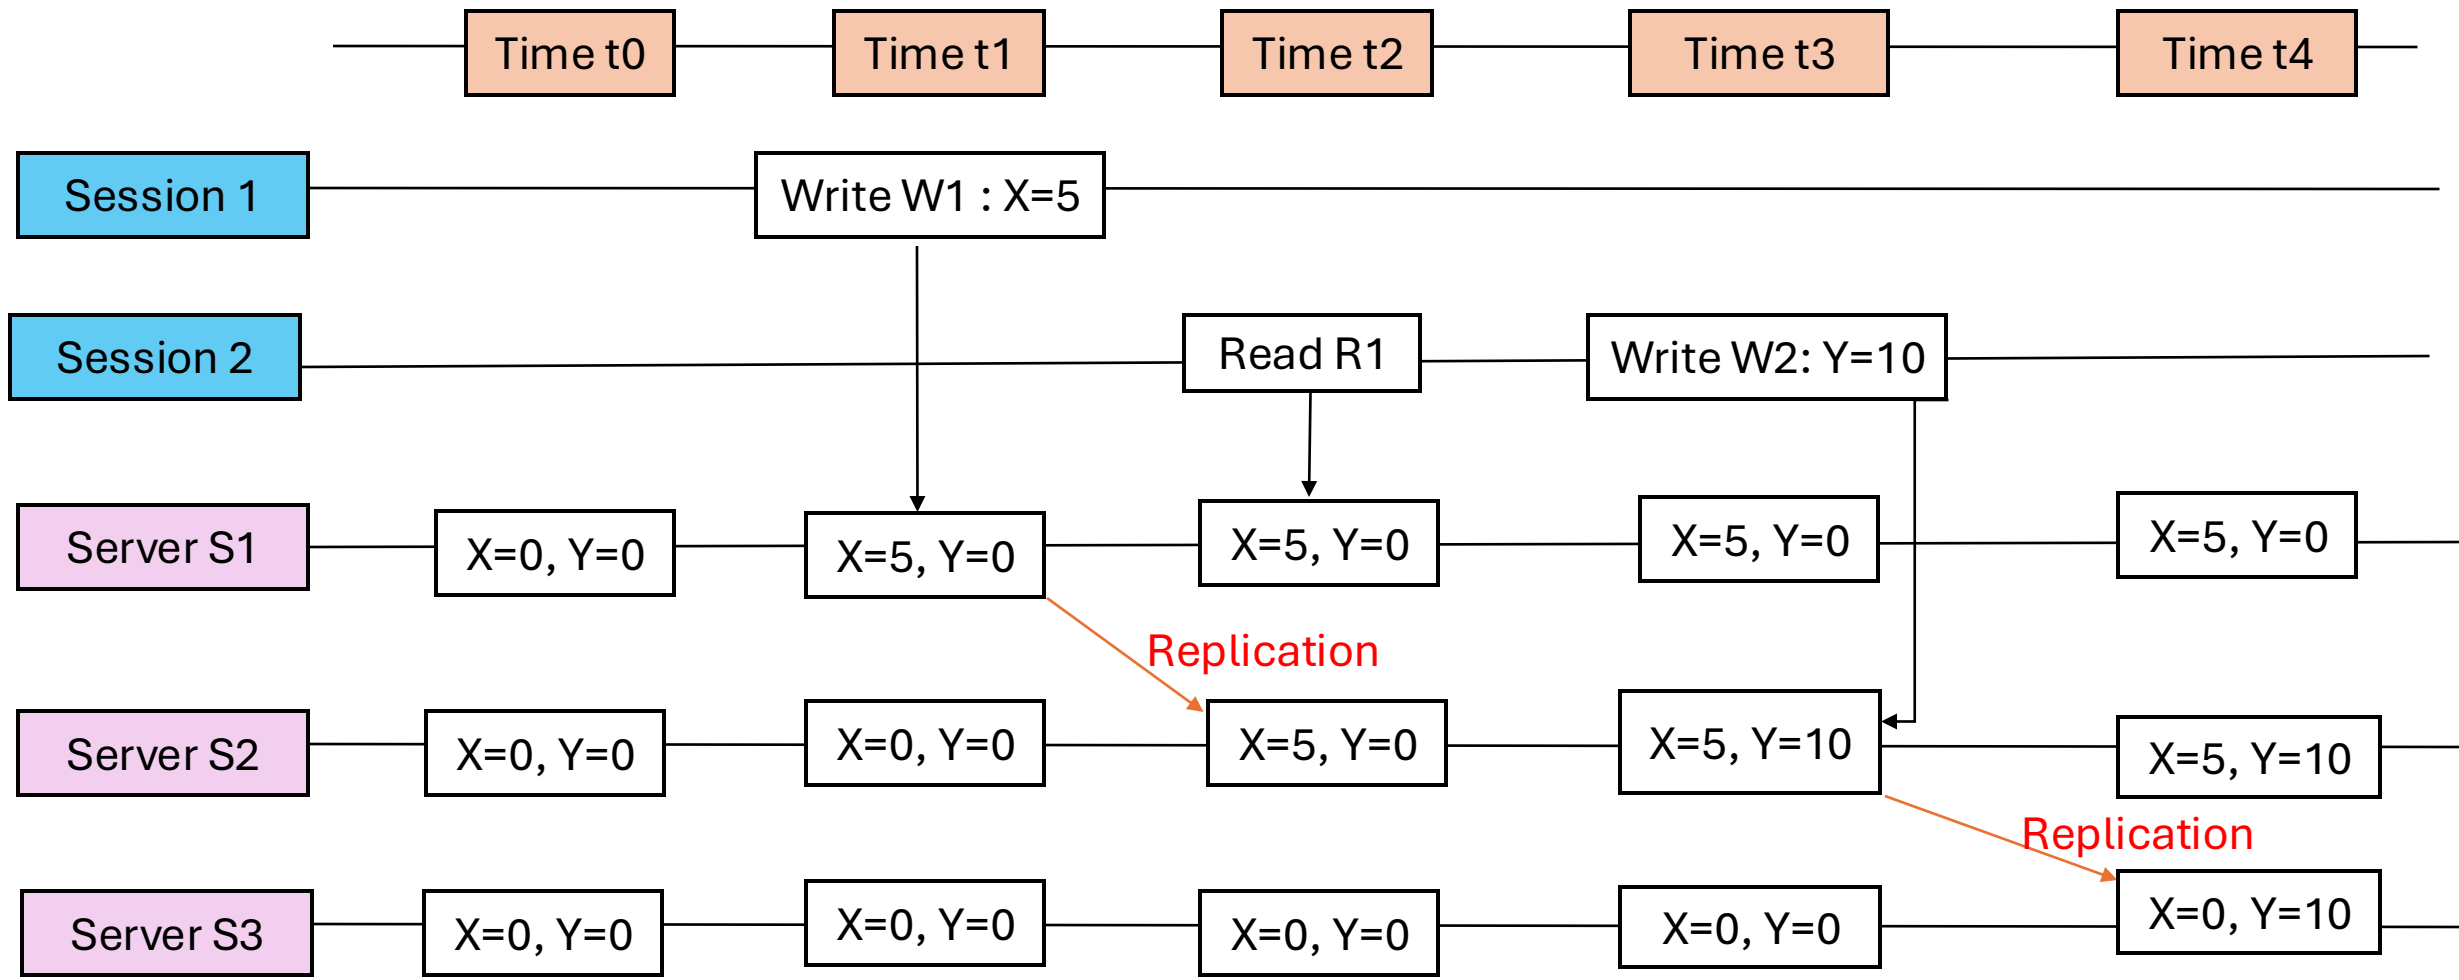 Time t0
Time t1
Time t2
Time t3
Time t4
Session 1
Write W1 : X=5
Session 2
Read R1
Write W2: Y=10
Server S1
X=0, Y=0
X=5, Y=0
X=5, Y=0
X=5, Y=0
X=5, Y=0
Replication
Server S2
X=0, Y=0
X=0, Y=0
X=5, Y=0
X=5, Y=10
X=5, Y=10
Replication
Server S3
X=0, Y=0
X=0, Y=0
X=0, Y=0
X=0, Y=0
X=0, Y=10